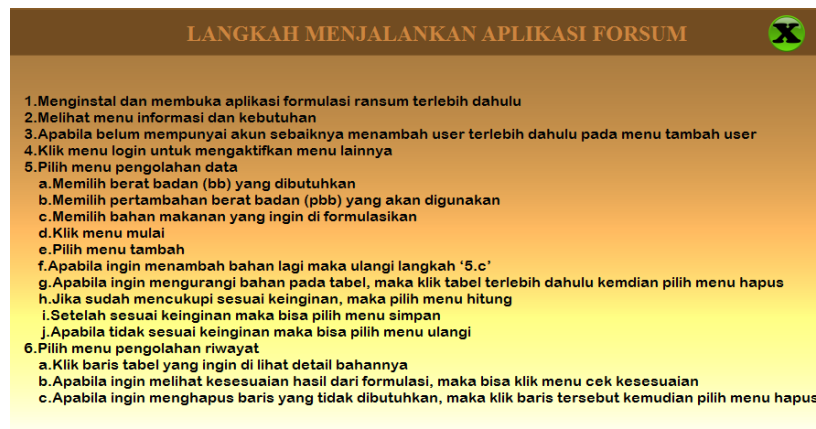 LANGKAH MENJALANKAN APLIKASI FORSUM
X
1.Menginstal dan membuka aplikasi formulasi ransum terlebih dahulu
2.Melihat menu informasi dan kebutuhan
3.Apabila belum mempunyai akun sebaiknya menambah user terlebih dahulu pada menu tambah user
4.Klik menu login untuk mengaktifkan menu lainnya
5.Pilih menu pengolahan data
a.Memilih berat badan (bb) yang dibutuhkan
b.Memilih pertambahan berat badan (pbb) yang akan digunakan
c.Memilih bahan makanan yang ingin di formulasikan
d.Klik menu mulai
e.Pilih menu tambah
f.Apabila ingin menambah bahan lagi maka ulangi langkah ‘5.c’
g.Apabila ingin mengurangi bahan pada tabel, maka klik tabel terlebih dahulu kemdian pilih menu hapus
h.Jika sudah mencukupi sesuai keinginan, maka pilih menu hitung
i.Setelah sesuai keinginan maka bisa pilih menu simpan
j.Apabila tidak sesuai keinginan maka bisa pilih menu ulangi
6.Pilih menu pengolahan riwayat
a.Klik baris tabel yang ingin di lihat detail bahannya
b.Apabila ingin melihat kesesuaian hasil dari formulasi, maka bisa klik menu cek kesesuaian
c.Apabila ingin menghapus baris yang tidak dibutuhkan, maka klik baris tersebut kemudian pilih menu hapus